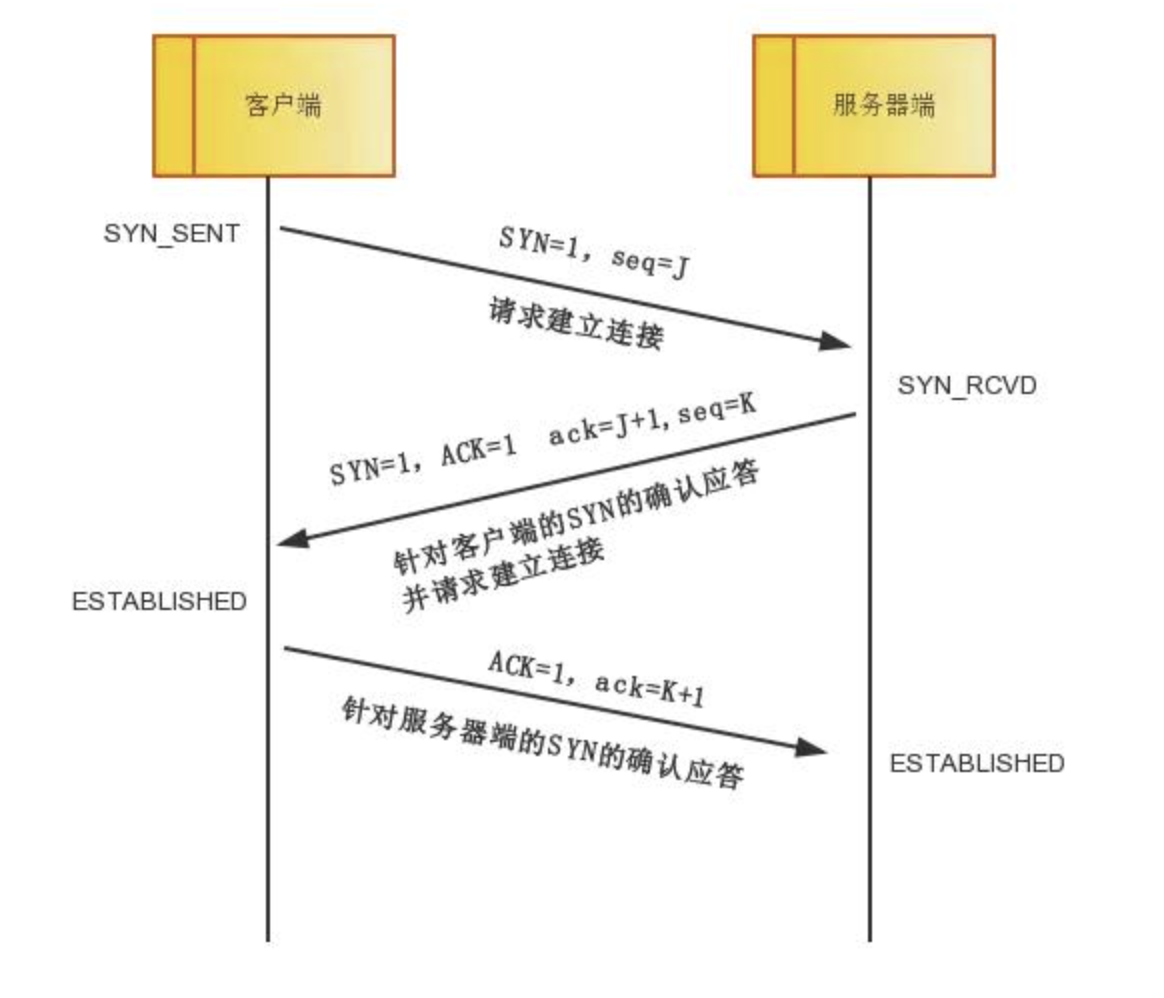 客户端
服务器端
SYN_SENT
SYN=1, seq=J
请求建立连接
SYN_RCVD
SYN=1, ACK=1 ack=J+1,seq=K
针对客户端的SYN的确认应答
并请求建立连接
ESTABLISHED
ACK=1, ack=K+1
针对服务器端的SYN的确认应答
ESTABLISHED